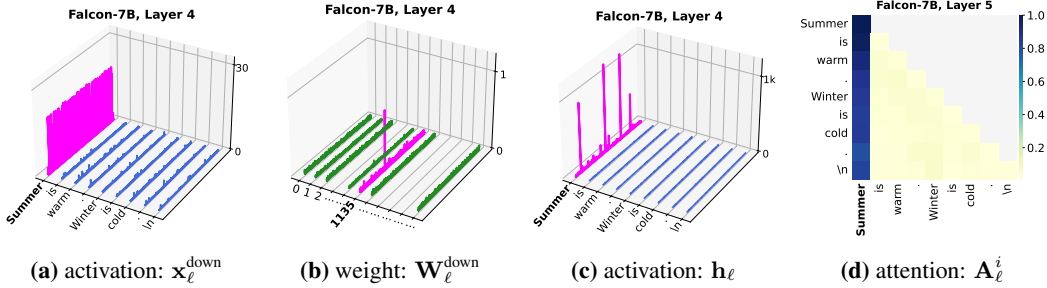 Falcon-7B, Layer 4
30
0
Summer
is
warm
.
Winter
is
cold
.
\n
Falcon-7B, Layer 4
1
0
0
1
2
1135
Falcon-7B, Layer 4
1k
0
Summer
is
warm
.
Winter
is
cold
.
\n
Falcon-7B, Layer 5
Summer
is
warm
.
Winter
is
cold
.
\n
Summer
is
warm
.
Winter
is
cold
.
\n
1.0
0.8
0.6
0.4
0.2
(a) activation: x_ℓ^down
(b) weight: W_ℓ^down
(c) activation: h_ℓ
(d) attention: A_ℓ^i